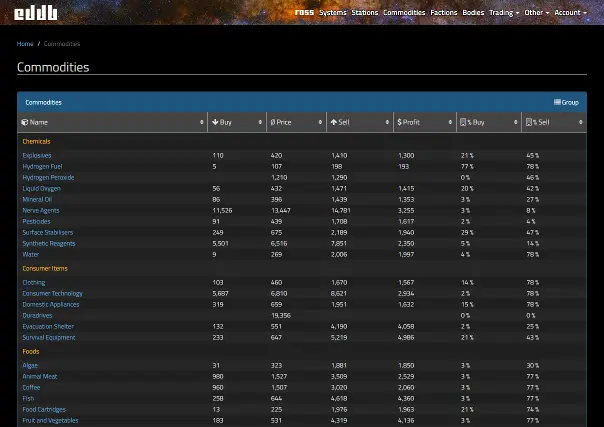 eddb
ross Systems Stations Commodities Factions Bodies Trading Other Account
Home / Commodities
Commodities
Commodities Group
Name Buy Ø Price Sell $ Profit % Buy % Sell
Chemicals
Explosives 110 420 1,410 1,300 21 % 45 %
Hydrogen Fuel 5 107 198 193 77 % 78 %
Hydrogen Peroxide 1,210 1,290 0 % 46 %
Liquid Oxygen 56 432 1,471 1,415 20 % 42 %
Mineral Oil 86 396 1,439 1,353 3 % 27 %
Nerve Agents 11,526 13,447 14,781 3,255 3 % 8 %
Pesticides 91 439 1,708 1,617 2 % 4 %
Surface Stabilisers 249 675 2,189 1,940 29 % 47 %
Synthetic Reagents 5,501 6,516 7,851 2,350 5 % 14 %
Water 9 269 2,006 1,997 4 % 78 %
Consumer Items
Clothing 103 460 1,670 1,567 14 % 78 %
Consumer Technology 5,687 6,810 8,621 2,934 2 % 78 %
Domestic Appliances 319 659 1,951 1,632 15 % 78 %
Duradrives 19,356 0 % 0 %
Evacuation Shelter 132 551 4,190 4,058 2 % 25 %
Survival Equipment 233 647 5,219 4,986 21 % 43 %
Foods
Algae 31 323 1,881 1,850 3 % 30 %
Animal Meat 980 1,527 3,509 2,529 3 % 77 %
Coffee 960 1,507 3,020 2,060 3 % 77 %
Fish 258 644 4,618 4,360 3 % 77 %
Food Cartridges 13 225 1,976 1,963 21 % 74 %
Fruit and Vegetables 183 531 4,319 4,136 3 % 77 %